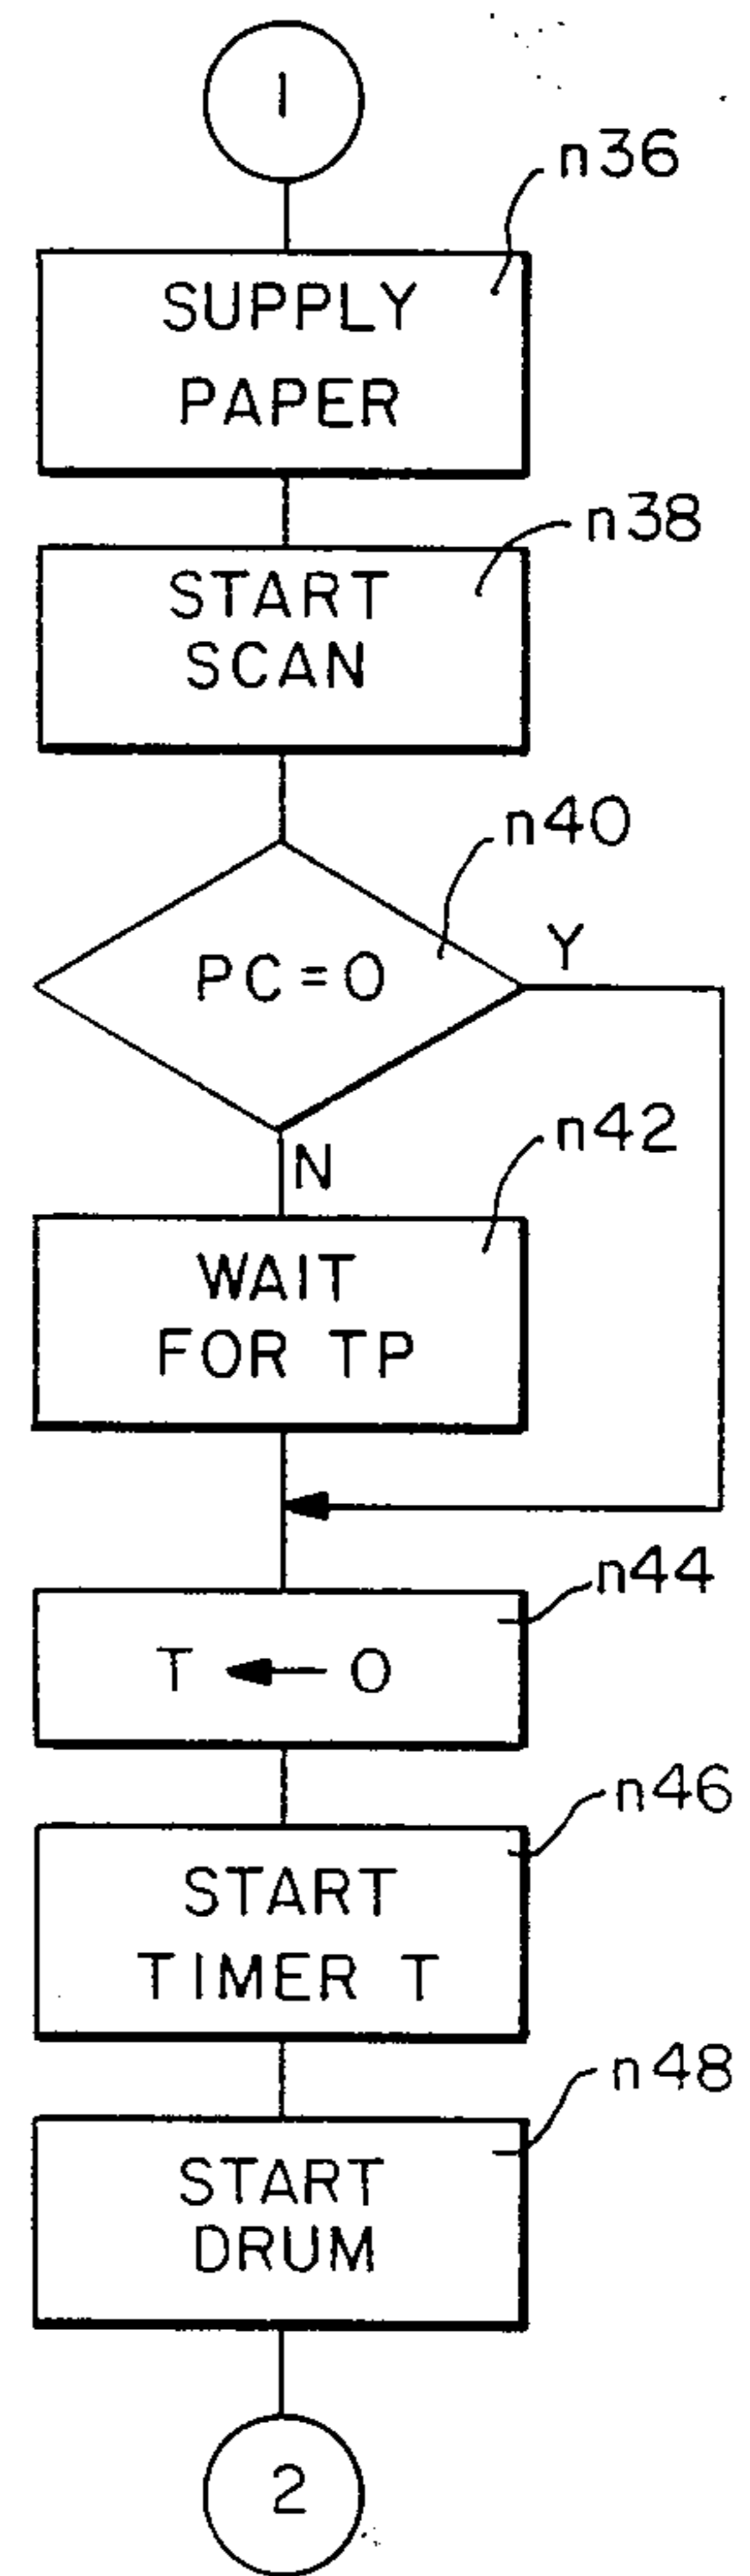 1
n36
SUPPLY
PAPER
n38
START
SCAN
n40
PC=0
Y
N
n42
WAIT
FOR TP
n44
T ← 0
n46
START
TIMER T
n48
START
DRUM
2